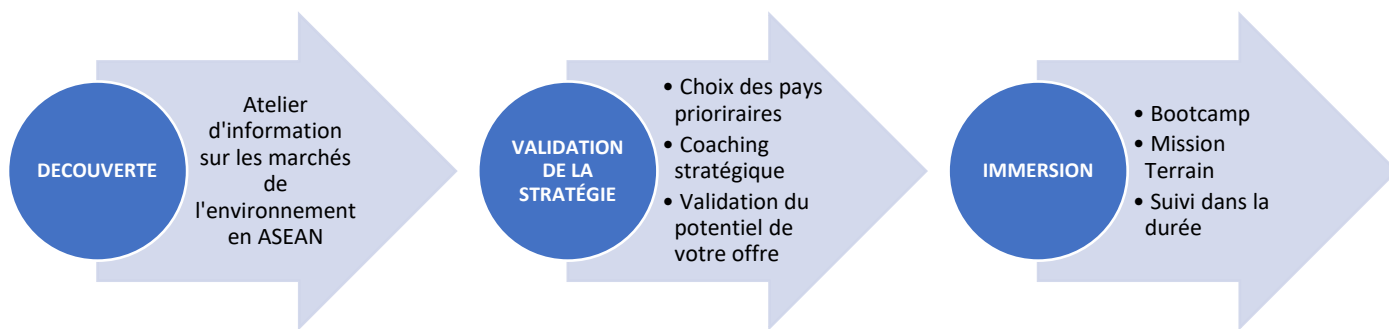 DECOUVERTE
Atelier
d'information
sur les marchés
de
l'environnement
en ASEAN
VALIDATION
DE LA
STRATÉGIE
• Choix des pays
prioriraires
• Coaching
stratégique
• Validation du
potentiel de
votre offre
IMMERSION
• Bootcamp
• Mission
Terrain
• Suivi dans la
durée